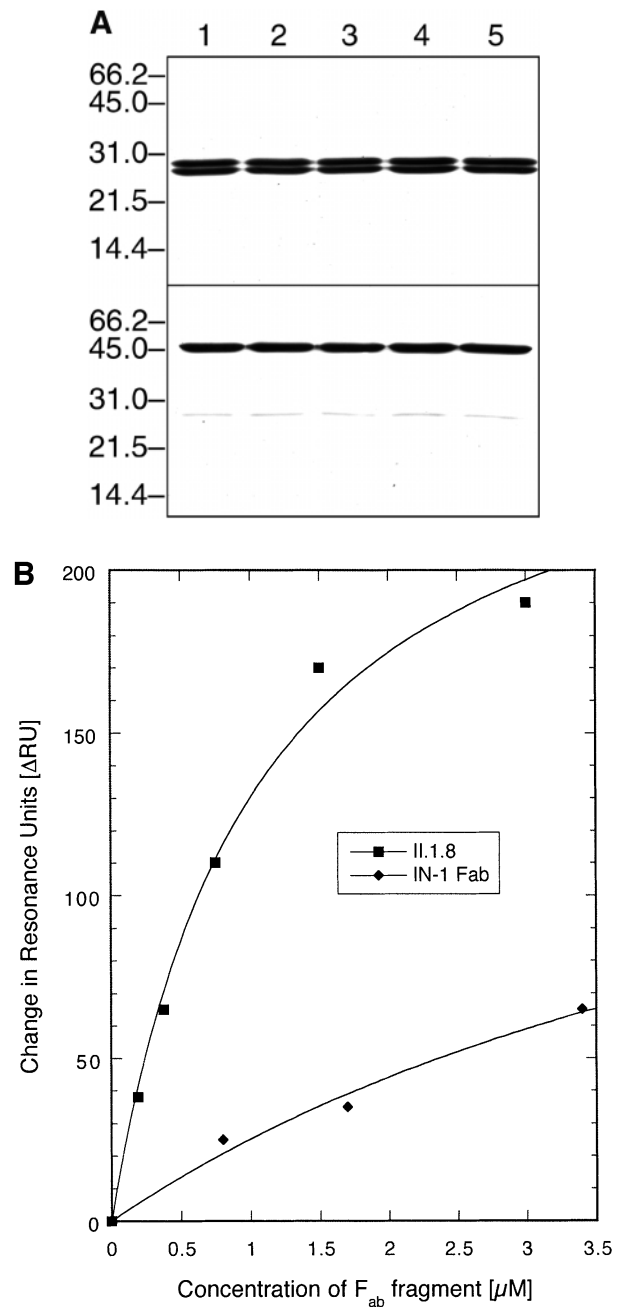 A
1 2 3 4 5
66.2–
45.0–
31.0–
21.5–
14.4–
66.2–
45.0–
31.0–
21.5–
14.4–
B
200
150
100
50
0
Change in Resonance Units [ΔRU]
II.1.8
IN-1 Fab
0 0.5 1 1.5 2 2.5 3 3.5
Concentration of Fab fragment [µM]